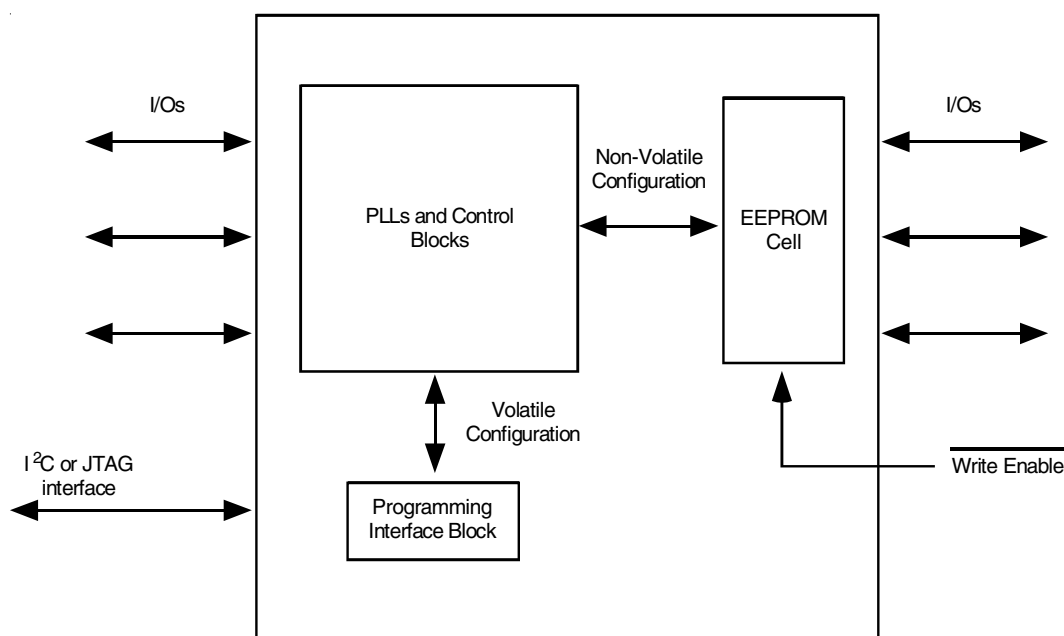 I/Os
I/Os
Non-Volatile
Configuration
PLLs and Control
Blocks
EEPROM
Cell
Volatile
Configuration
I²C or JTAG
interface
Write Enable
Programming
Interface Block